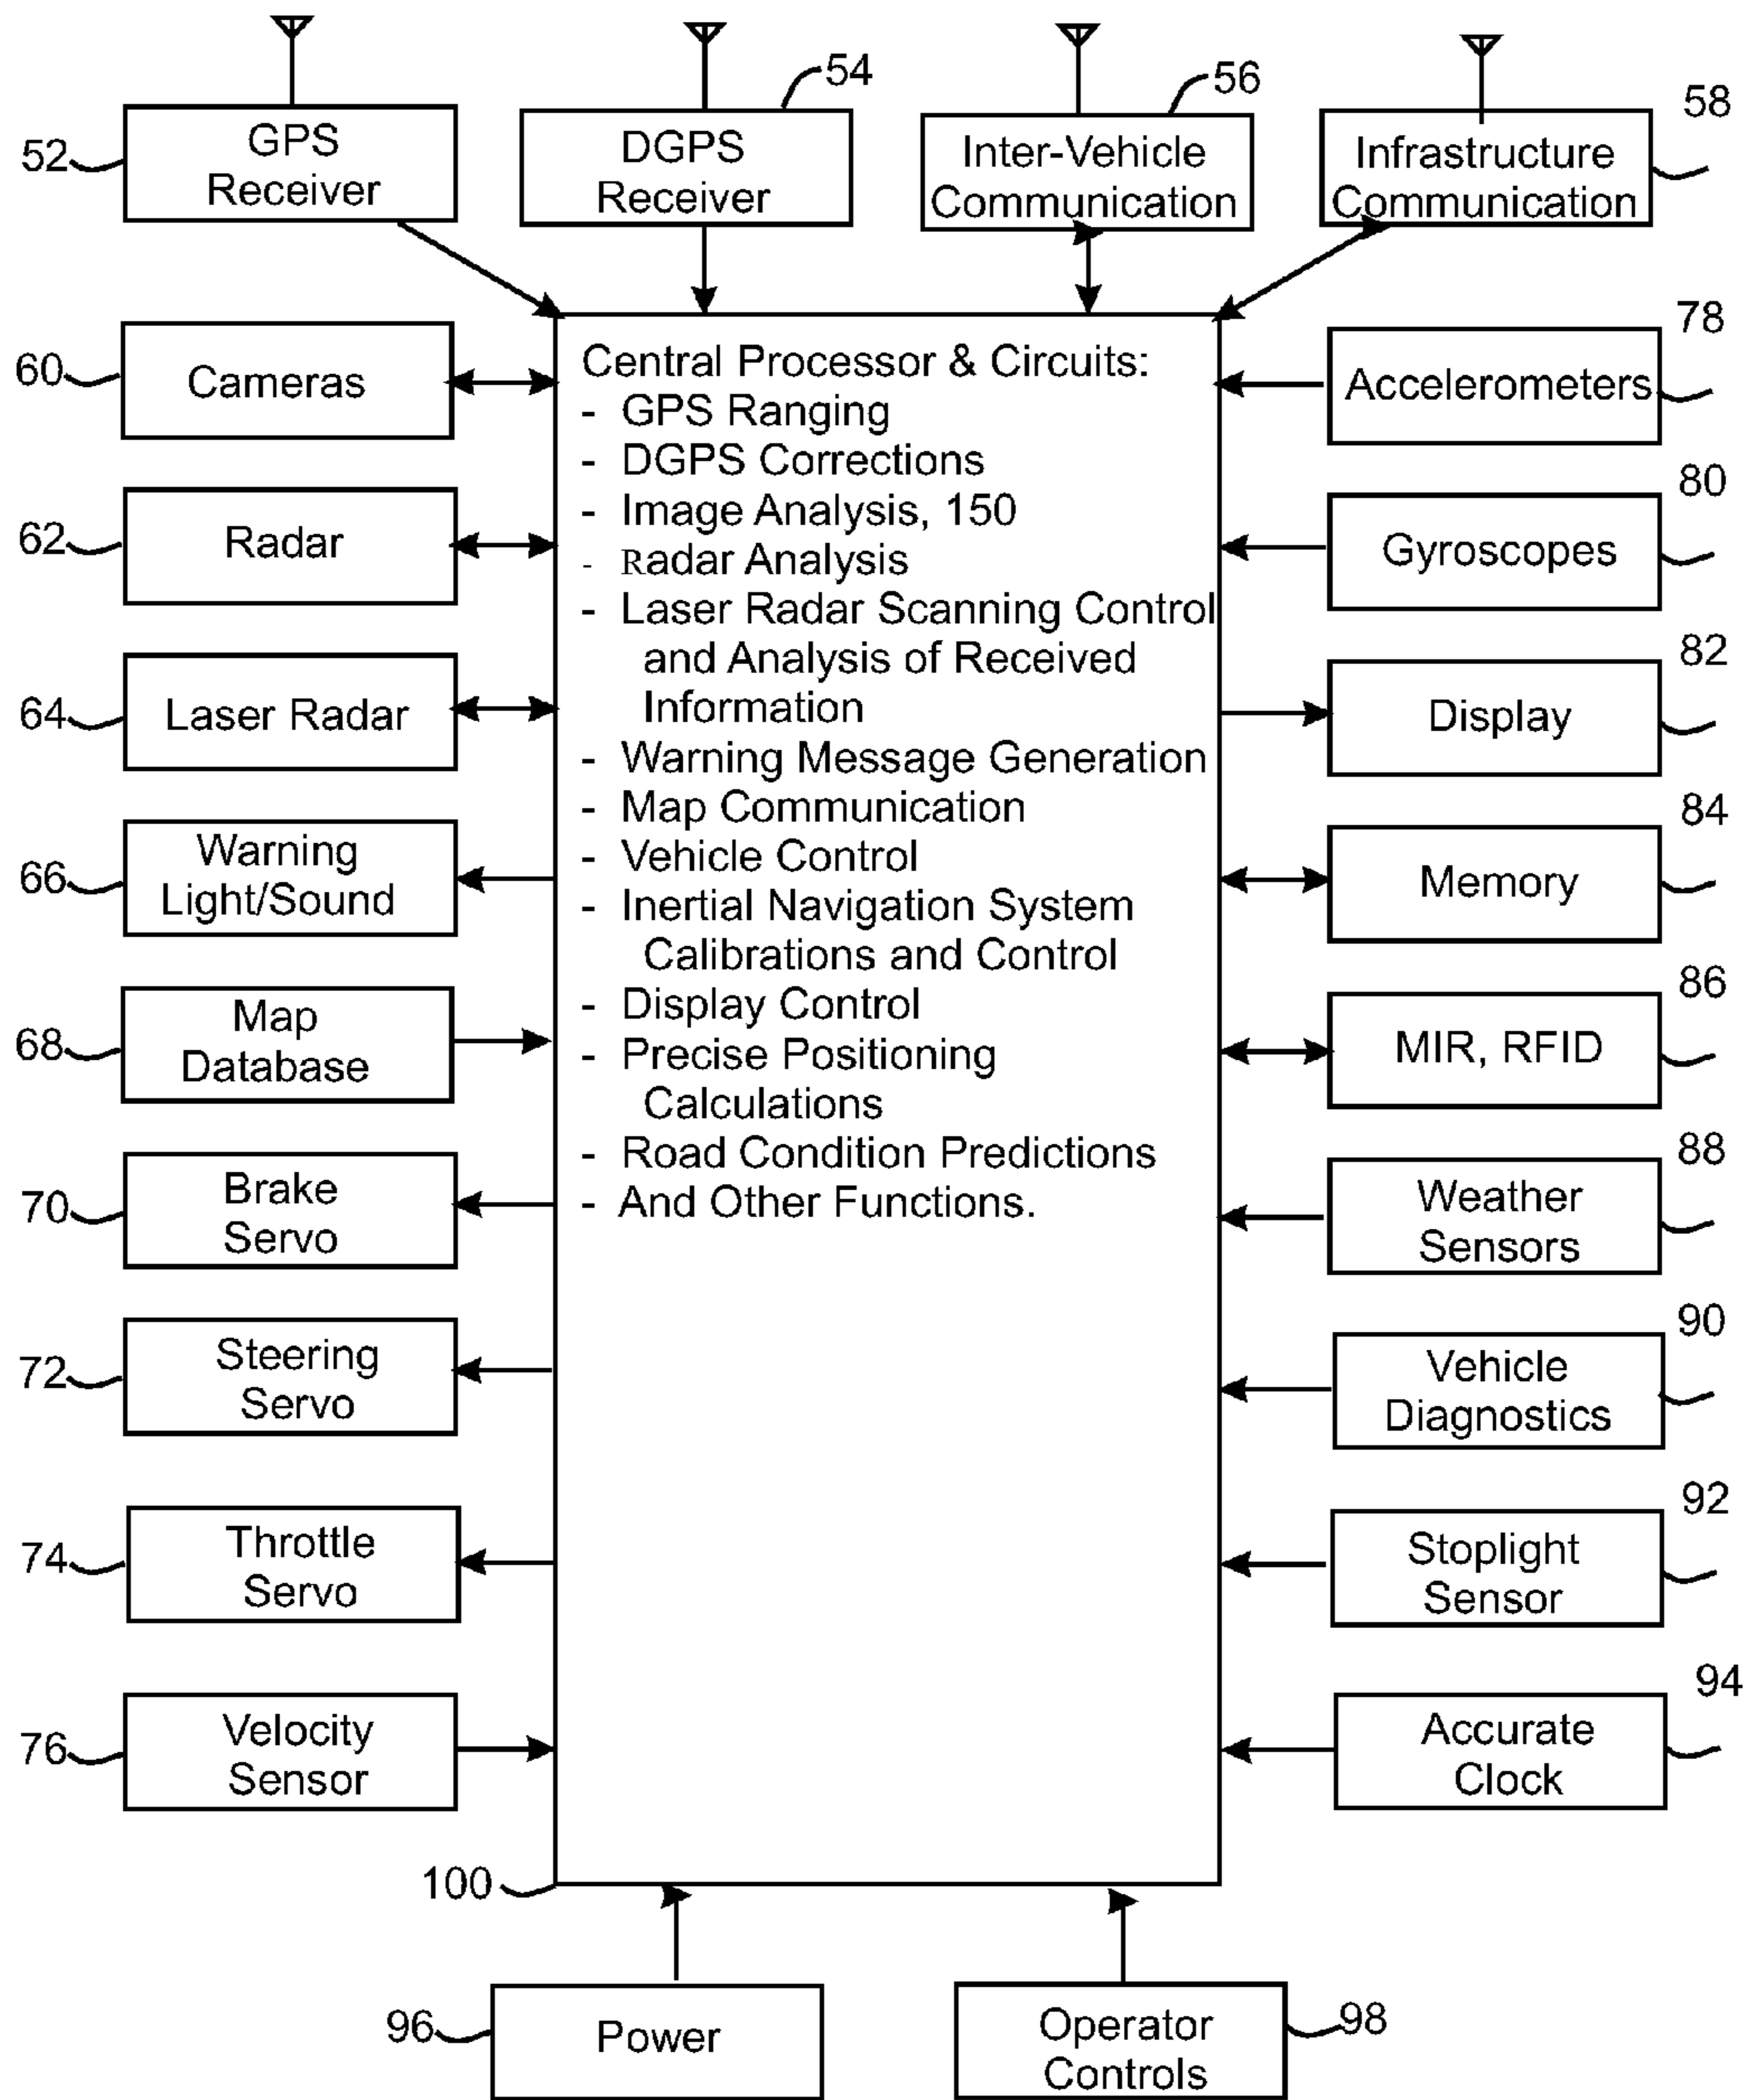 54
56
58
52
GPS
Receiver
DGPS
Receiver
Inter-Vehicle
Communication
Infrastructure
Communication
60
Cameras
62
Radar
64
Laser Radar
66
Warning
Light/Sound
68
Map
Database
70
Brake
Servo
72
Steering
Servo
74
Throttle
Servo
76
Velocity
Sensor
Central Processor & Circuits:
- GPS Ranging
- DGPS Corrections
- Image Analysis, 150
- Radar Analysis
- Laser Radar Scanning Control
and Analysis of Received
Information
- Warning Message Generation
- Map Communication
- Vehicle Control
- Inertial Navigation System
Calibrations and Control
- Display Control
- Precise Positioning
Calculations
- Road Condition Predictions
- And Other Functions.
100
78
Accelerometers
80
Gyroscopes
82
Display
84
Memory
86
MIR, RFID
88
Weather
Sensors
90
Vehicle
Diagnostics
92
Stoplight
Sensor
94
Accurate
Clock
96
Power
Operator
Controls
98